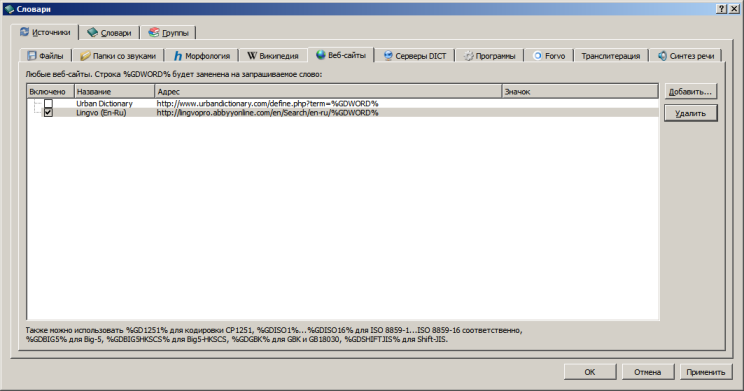 Словари
Источники Словари Группы
Файлы Папки со звуками Морфология Википедия Веб-сайты Серверы DICT Программы Forvo Транслитерация Синтез речи
Любые веб-сайты. Строка %GDWORD% будет заменена на запрашиваемое слово:
Включено Название Адрес Значок
Urban Dictionary http://www.urbandictionary.com/define.php?term=%GDWORD%
Lingvo (En-Ru) http://lingvopro.abbyyonline.com/en/Search/en-ru/%GDWORD%
Добавить...
Удалить
Также можно использовать %GD1251% для кодировки CP1251, %GDISO1%...%GDISO16% для ISO 8859-1...ISO 8859-16 соответственно,
%GDBIG5% для Big-5, %GDBIG5HKSCS% для Big5-HKSCS, %GDGBK% для GBK и GB18030, %GDSHIFTJIS% для Shift-JIS.
OK Отмена Применить